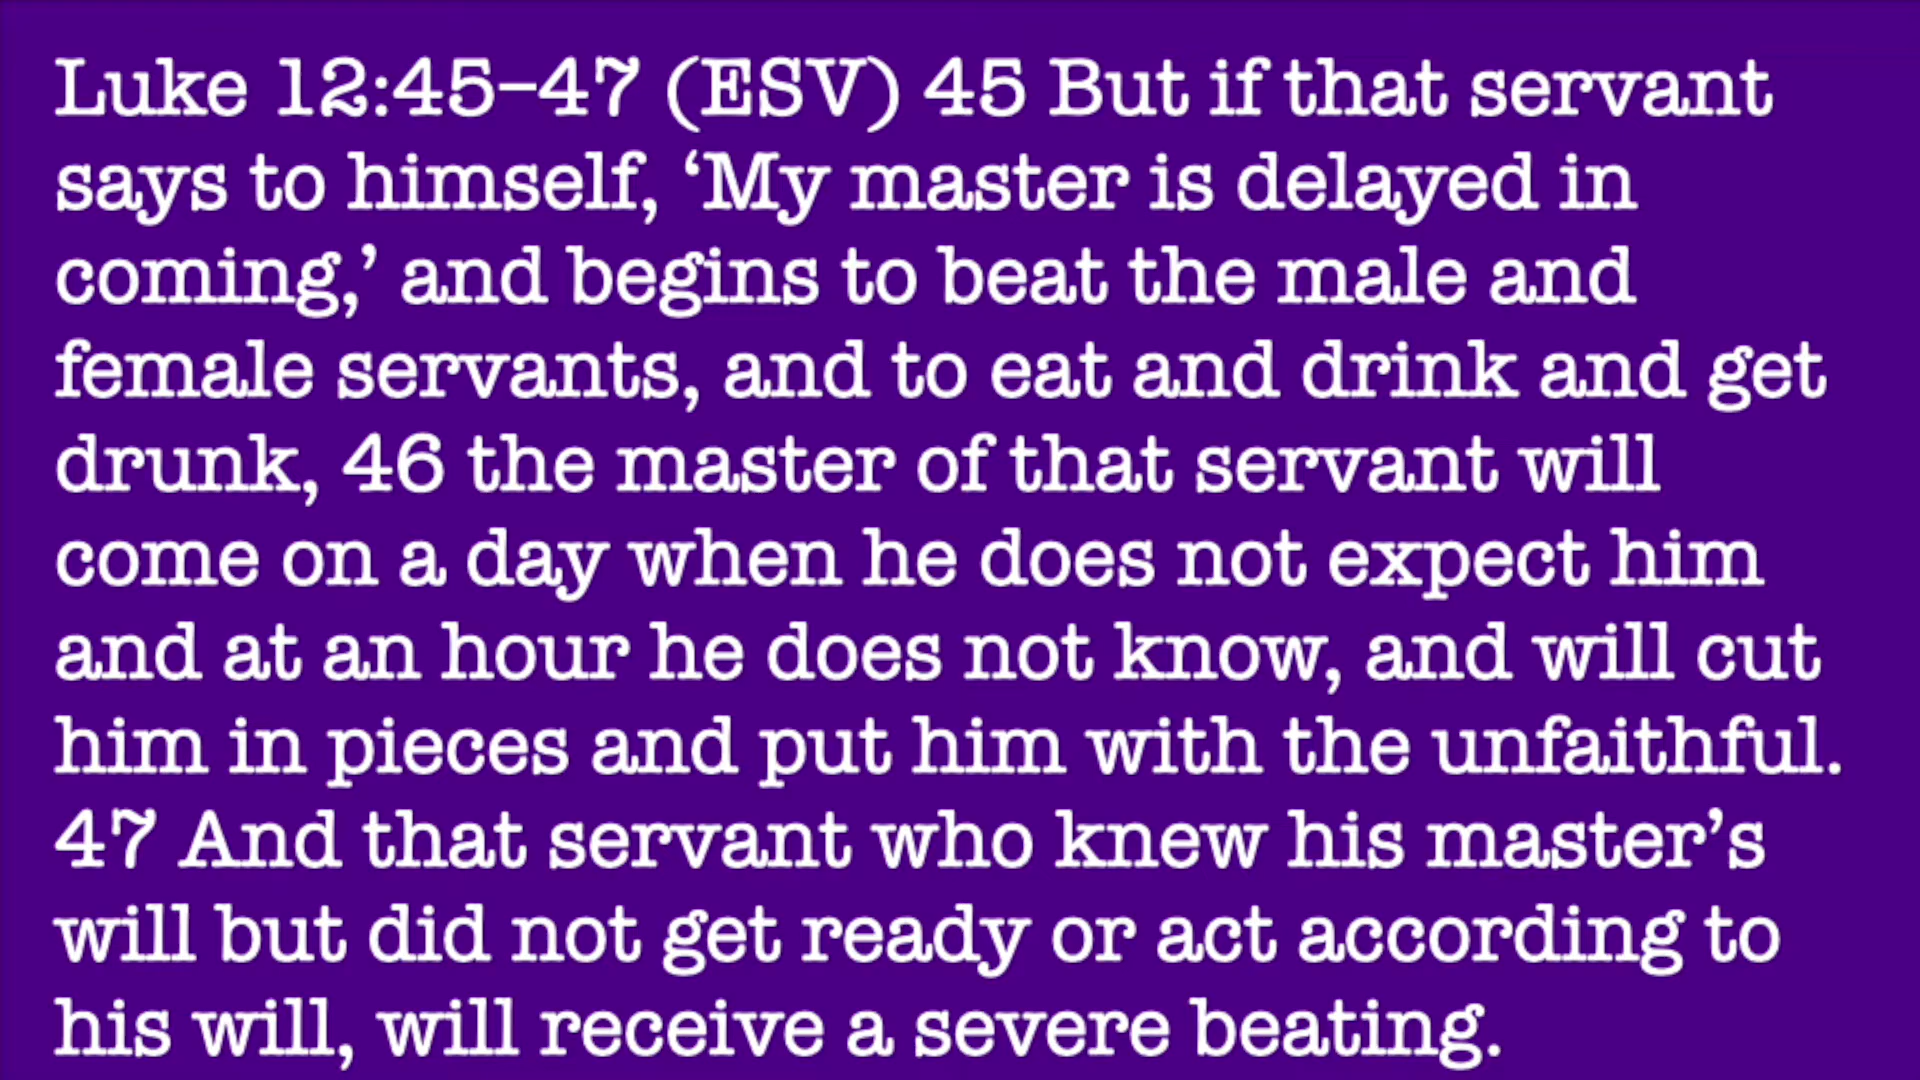 Luke 12:45–47 (ESV) 45 But if that servant
says to himself, ‘My master is delayed in
coming,’ and begins to beat the male and
female servants, and to eat and drink and get
drunk, 46 the master of that servant will
come on a day when he does not expect him
and at an hour he does not know, and will cut
him in pieces and put him with the unfaithful.
47 And that servant who knew his master’s
will but did not get ready or act according to
his will, will receive a severe beating.